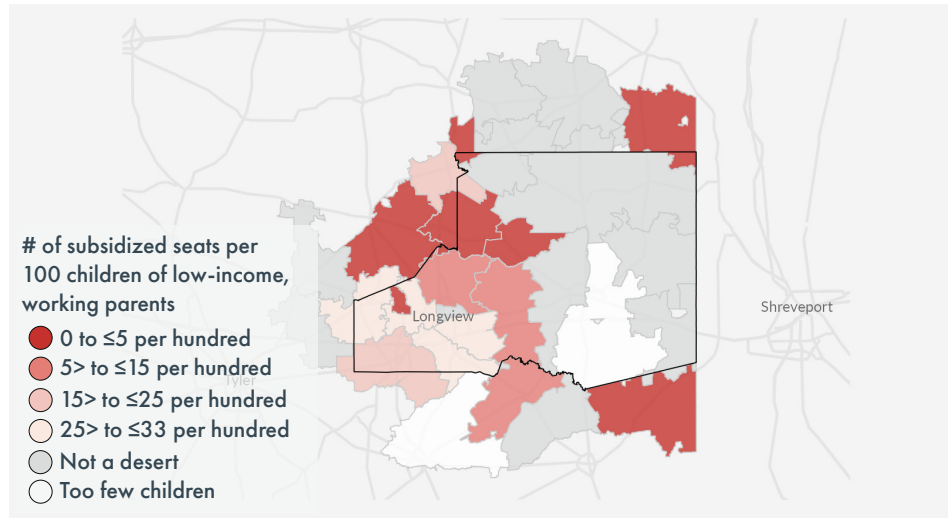 # of subsidized seats per
100 children of low-income,
working parents
0 to ≤5 per hundred
5> to ≤15 per hundred
15> to ≤25 per hundred
25> to ≤33 per hundred
Not a desert
Too few children
Longview
Shreveport
Tyler